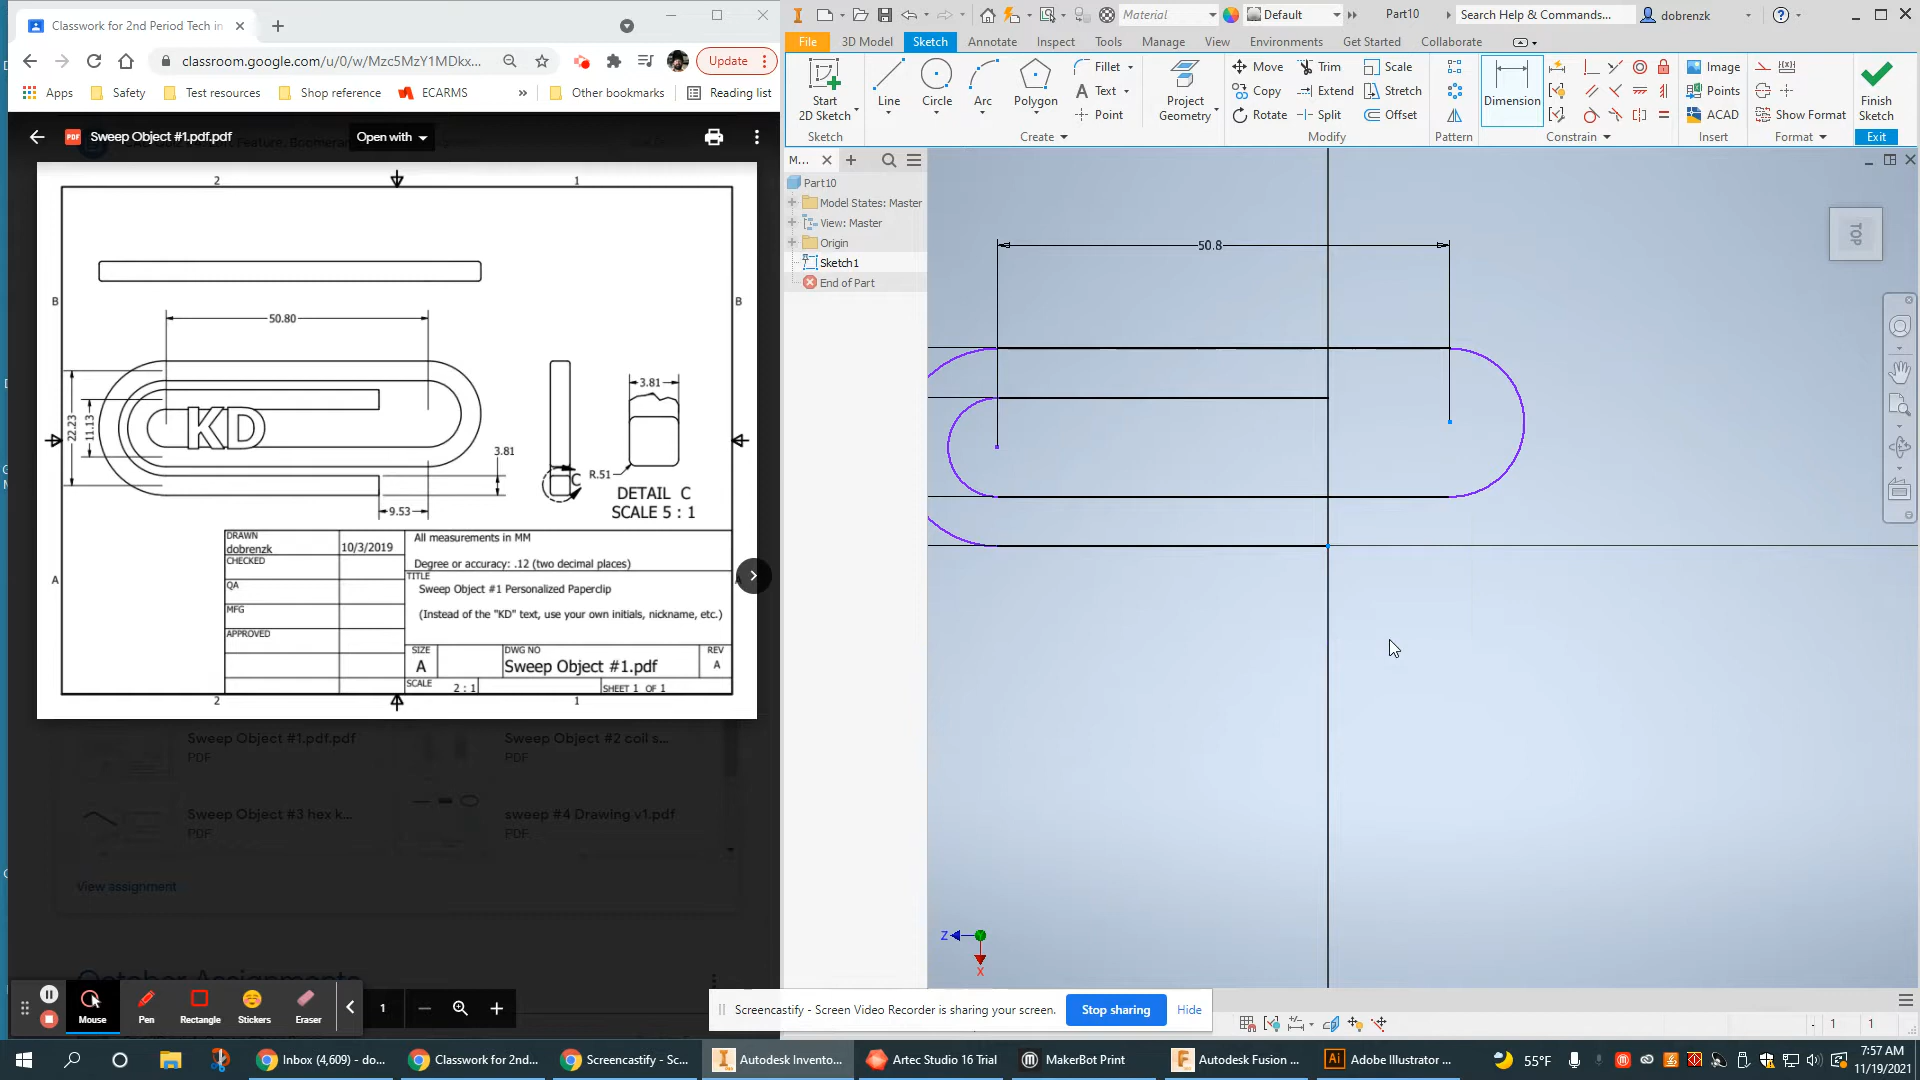 Classwork for 2nd Period Tech in
classroom.google.com/u/0/w/Mzc5MzY1MDkx...
Update
Apps
Safety
Test resources
Shop reference
ECARMS
»
Other bookmarks
Reading list
Sweep Object #1.pdf.pdf
Open with
2
1
B
B
50.80
22.23
11.13
KD
3.81
9.53
3.81
R.51
C
DETAIL C
SCALE 5 : 1
A
DRAWN
dobrenzk
10/3/2019
CHECKED
QA
MFG
APPROVED
All measurements in MM
Degree or accuracy: .12 (two decimal places)
TITLE
Sweep Object #1 Personalized Paperclip
(Instead of the "KD" text, use your own initials, nickname, etc.)
SIZE
A
DWG NO
Sweep Object #1.pdf
REV
A
SCALE
2 : 1
SHEET 1 OF 1
2
1
Sweep Object #1.pdf.pdf
PDF
Sweep Object #2 coil s...
PDF
Sweep Object #3 hex k...
PDF
sweep #4 Drawing v1.pdf
PDF
View assignment
October Assignments
Mouse
Pen
Rectangle
Stickers
Eraser
1
Screencastify - Screen Video Recorder is sharing your screen.
Stop sharing
Hide
Material
Default
Part10
Search Help & Commands...
dobrenzk
File
3D Model
Sketch
Annotate
Inspect
Tools
Manage
View
Environments
Get Started
Collaborate
Start
2D Sketch
Line
Circle
Arc
Polygon
Fillet
Text
Point
Project
Geometry
Move
Copy
Rotate
Trim
Extend
Split
Scale
Stretch
Offset
Dimension
Image
Points
ACAD
Show Format
Finish
Sketch
Sketch
Create
Modify
Pattern
Constrain
Insert
Format
Exit
M...
Part10
Model States: Master
View: Master
Origin
Sketch1
End of Part
50.8
TOP
Z
X
1
1
Inbox (4,609) - do...
Classwork for 2nd...
Screencastify - Sc...
Autodesk Invento...
Artec Studio 16 Trial
MakerBot Print
Autodesk Fusion ...
Adobe Illustrator ...
55°F
7:57 AM
11/19/2021